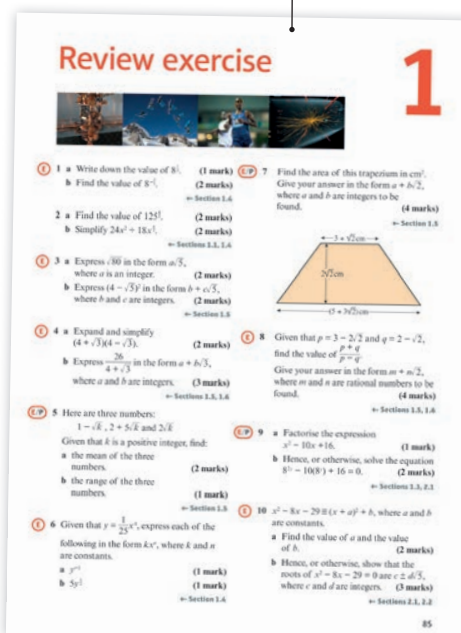 Review exercise
1
E 1 a Write down the value of 8 (1 mark)
b Find the value of 8 (2 marks)
← Section 1.4
2 a Find the value of 125 (2 marks)
b Simplify 24x² ÷ 18x (2 marks)
← Sections 1.1, 1.4
E 3 a Express √80 in the form a√5,
where a is an integer. (2 marks)
b Express (4 − √5)² in the form b + c√5,
where b and c are integers. (2 marks)
← Section 1.5
E 4 a Expand and simplify
(4 + √3)(4 − √3). (2 marks)
b Express 26/(4 + √3) in the form a + b√3,
where a and b are integers. (3 marks)
← Sections 1.5, 1.6
E/P 5 Here are three numbers:
1 − √k, 2 + 5√k and 2√k
Given that k is a positive integer, find:
a the mean of the three
numbers. (2 marks)
b the range of the three
numbers. (1 mark)
← Section 1.5
E 6 Given that y = 1/25 x⁴, express each of the
following in the form kxⁿ, where k and n
are constants.
a y⁻¹ (1 mark)
b 5y (1 mark)
← Section 1.4
E/P 7 Find the area of this trapezium in cm².
Give your answer in the form a + b√2,
where a and b are integers to be
found. (4 marks)
← Section 1.5
3 + √2 cm
2√2 cm
5 + 3√2 cm
E 8 Given that p = 3 − 2√2 and q = 2 − √2,
find the value of (p + q)/(p − q).
Give your answer in the form m + n√2,
where m and n are rational numbers to be
found. (4 marks)
← Sections 1.5, 1.6
E/P 9 a Factorise the expression
x² − 10x + 16. (1 mark)
b Hence, or otherwise, solve the equation
8²ʸ − 10(8ʸ) + 16 = 0. (2 marks)
← Sections 1.3, 2.1
E 10 x² − 8x − 29 ≡ (x + a)² + b, where a and b
are constants.
a Find the value of a and the value
of b. (2 marks)
b Hence, or otherwise, show that the
roots of x² − 8x − 29 = 0 are c ± d√5,
where c and d are integers. (3 marks)
← Sections 2.1, 2.2
85